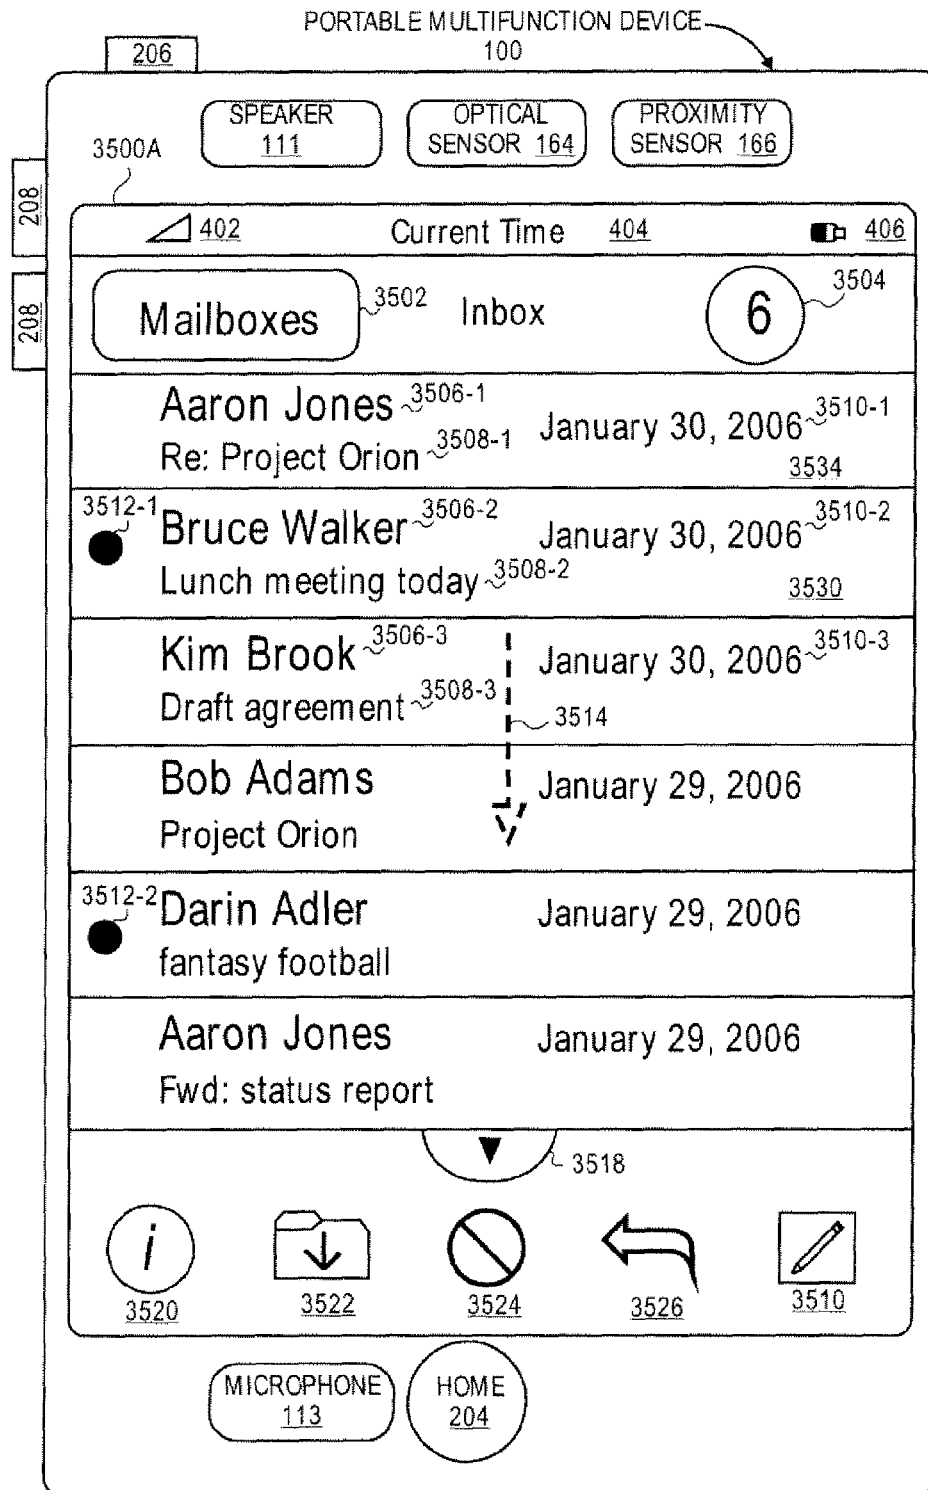 PORTABLE MULTIFUNCTION DEVICE
100
206
SPEAKER
111
OPTICAL
SENSOR 164
PROXIMITY
SENSOR 166
3500A
208
208
402
Current Time 404
406
Mailboxes
3502
Inbox
6
3504
Aaron Jones 3506-1
January 30, 2006 3510-1
Re: Project Orion 3508-1
3534
3512-1
Bruce Walker 3506-2
January 30, 2006 3510-2
Lunch meeting today 3508-2
3530
Kim Brook 3506-3
January 30, 2006 3510-3
Draft agreement 3508-3
3514
Bob Adams
January 29, 2006
Project Orion
3512-2
Darin Adler
January 29, 2006
fantasy football
Aaron Jones
January 29, 2006
Fwd: status report
3518
i
3520
3522
3524
3526
3510
MICROPHONE
113
HOME
204